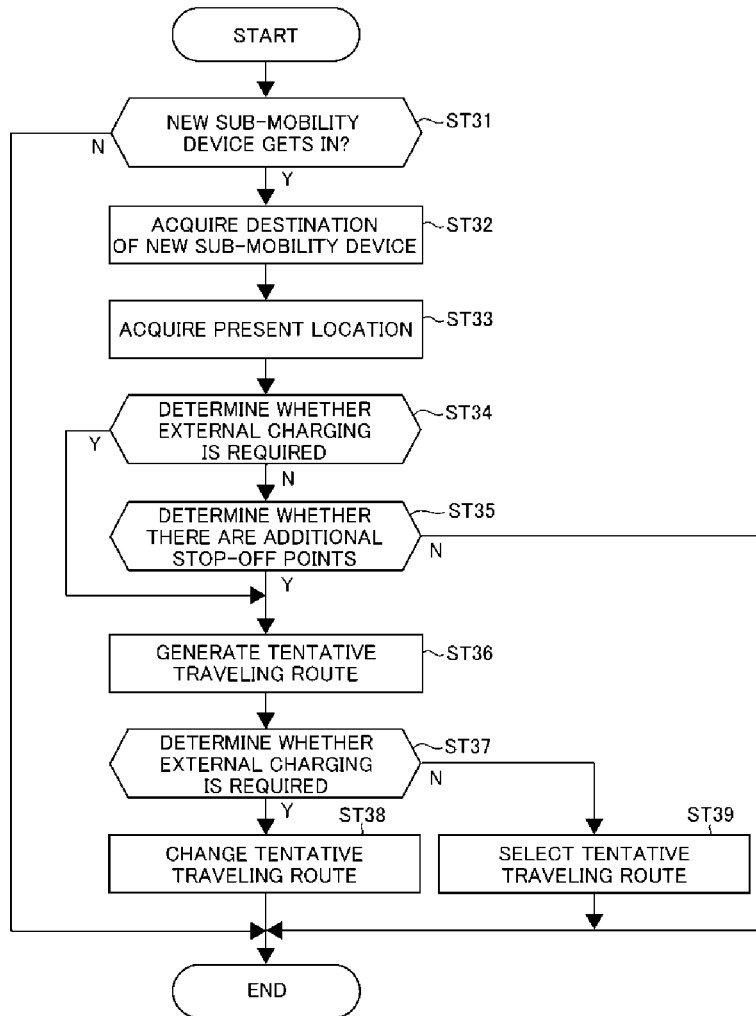 START
NEW SUB-MOBILITY
DEVICE GETS IN?
ST31
N
Y
ACQUIRE DESTINATION
OF NEW SUB-MOBILITY DEVICE
ST32
ACQUIRE PRESENT LOCATION
ST33
DETERMINE WHETHER
EXTERNAL CHARGING
IS REQUIRED
ST34
Y
N
DETERMINE WHETHER
THERE ARE ADDITIONAL
STOP-OFF POINTS
ST35
N
Y
GENERATE TENTATIVE
TRAVELING ROUTE
ST36
DETERMINE WHETHER
EXTERNAL CHARGING
IS REQUIRED
ST37
N
Y
ST38
CHANGE TENTATIVE
TRAVELING ROUTE
ST39
SELECT TENTATIVE
TRAVELING ROUTE
END